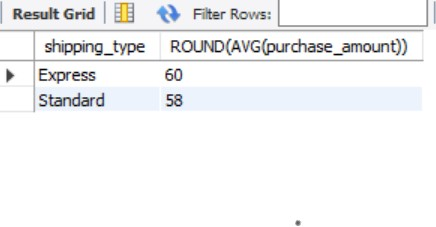 Result Grid Filter Rows:
shipping_type ROUND(AVG(purchase_amount))
Express 60
Standard 58